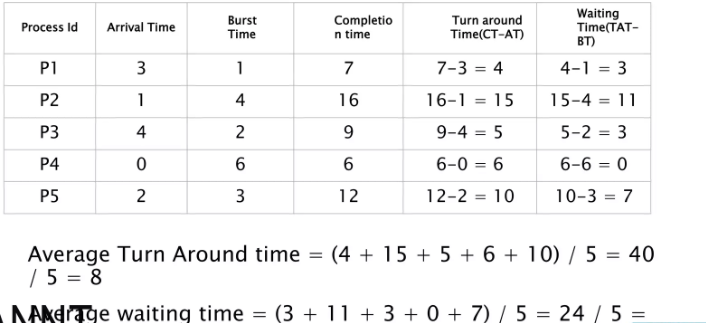 Process Id Arrival Time Burst Time Completio n time Turn around Time(CT-AT) Waiting Time(TAT- BT)
P1 3 1 7 7-3 = 4 4-1 = 3
P2 1 4 16 16-1 = 15 15-4 = 11
P3 4 2 9 9-4 = 5 5-2 = 3
P4 0 6 6 6-0 = 6 6-6 = 0
P5 2 3 12 12-2 = 10 10-3 = 7
Average Turn Around time = (4 + 15 + 5 + 6 + 10) / 5 = 40
/ 5 = 8
Average waiting time = (3 + 11 + 3 + 0 + 7) / 5 = 24 / 5 =